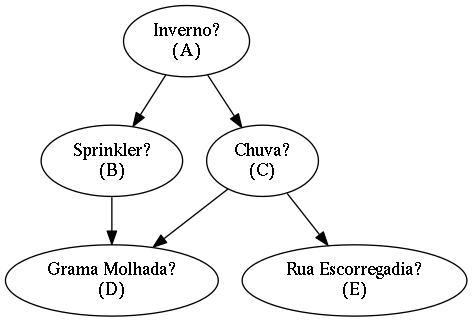 Inverno?
(A)
Sprinkler?
(B)
Chuva?
(C)
Grama Molhada?
(D)
Rua Escorregadia?
(E)